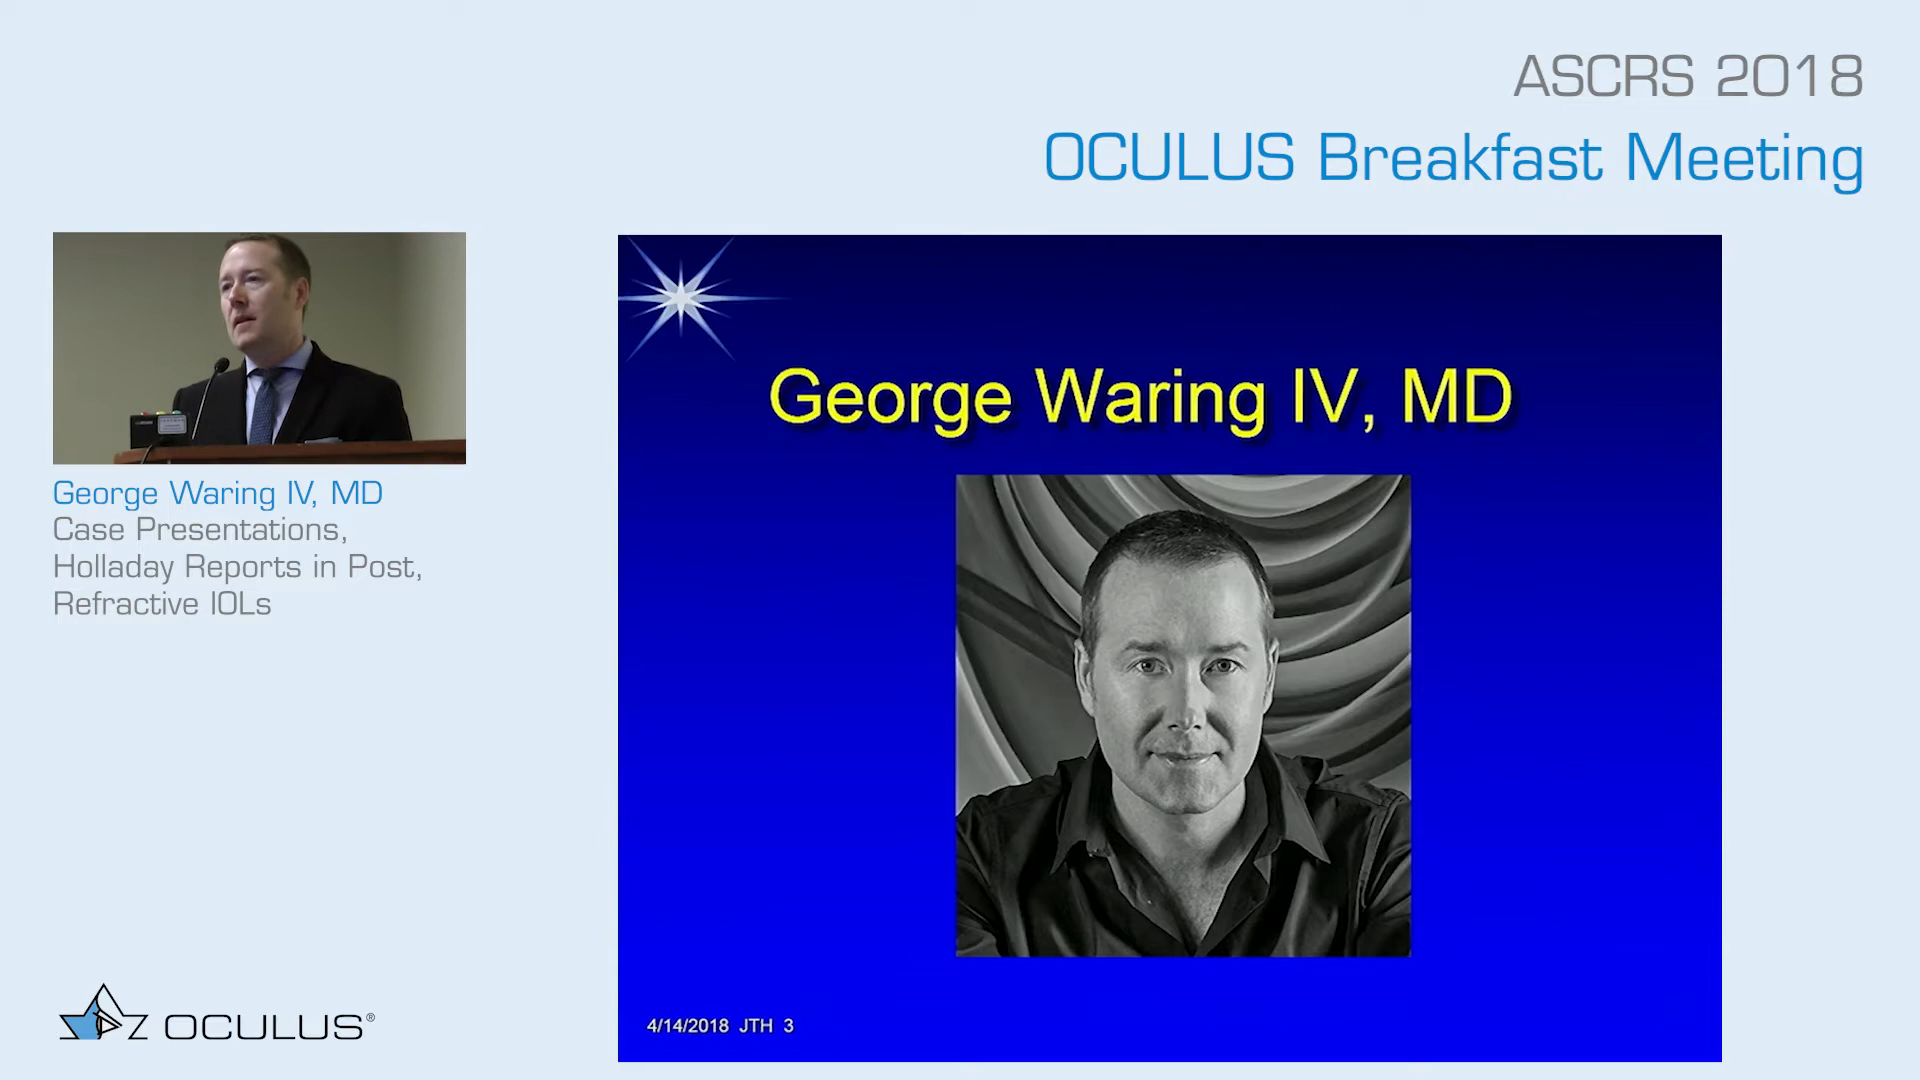 ASCRS 2018
OCULUS Breakfast Meeting
George Waring IV, MD
Case Presentations,
Holladay Reports in Post,
Refractive IOLs
George Waring IV, MD
4/14/2018 JTH 3
OCULUS®